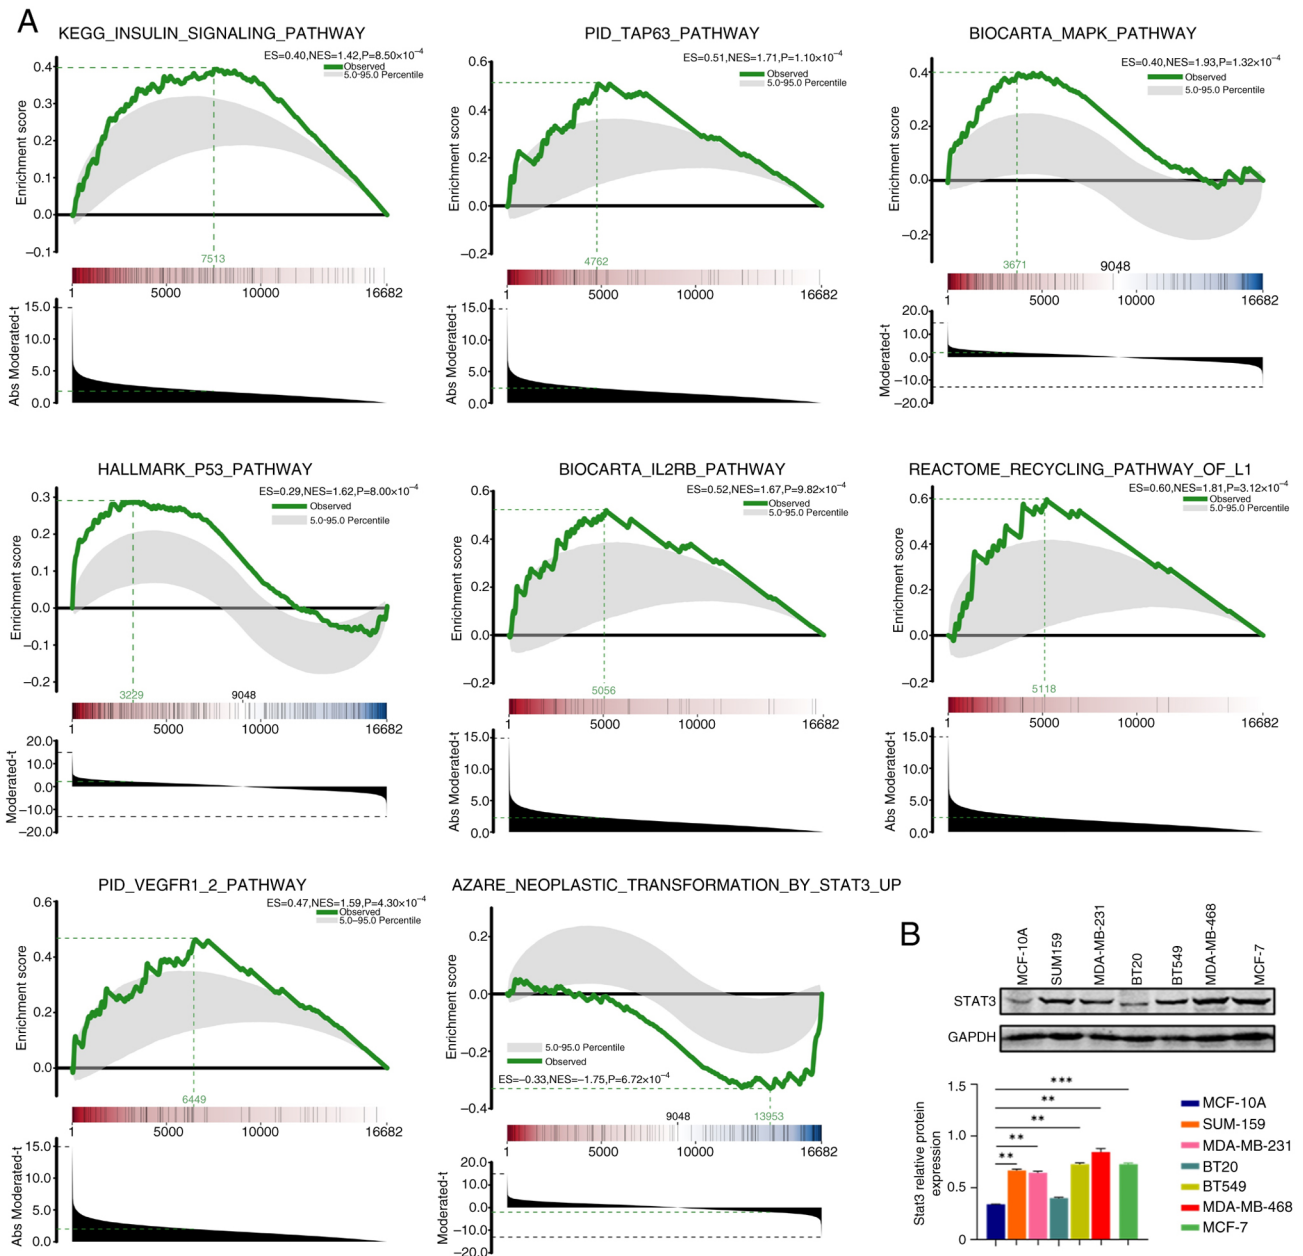 A
KEGG_INSULIN_SIGNALING_PATHWAY
ES=0.40,NES=1.42,P=8.50×10⁻⁴
Observed
5.0-95.0 Percentile
Enrichment score
0.4
0.3
0.2
0.1
0.0
−0.1
7513
1
5000
10000
16682
Abs Moderated-t
15.0
10.0
5.0
0.0
PID_TAP63_PATHWAY
ES=0.51,NES=1.71,P=1.10×10⁻⁴
Observed
5.0-95.0 Percentile
Enrichment score
0.6
0.4
0.2
0.0
−0.2
4762
1
5000
10000
16682
Abs Moderated-t
15.0
10.0
5.0
0.0
BIOCARTA_MAPK_PATHWAY
ES=0.40,NES=1.93,P=1.32×10⁻⁴
Observed
5.0-95.0 Percentile
Enrichment score
0.4
0.2
0.0
−0.2
3671
9048
1
5000
10000
16682
Moderated-t
20.0
10.0
0.0
−10.0
−20.0
HALLMARK_P53_PATHWAY
ES=0.29,NES=1.62,P=8.00×10⁻⁴
Observed
5.0-95.0 Percentile
Enrichment score
0.3
0.2
0.1
0.0
−0.1
−0.2
3229
9048
1
5000
10000
16682
Moderated-t
20.0
10.0
0.0
−10.0
−20.0
BIOCARTA_IL2RB_PATHWAY
ES=0.52,NES=1.67,P=9.82×10⁻⁴
Observed
5.0-95.0 Percentile
Enrichment score
0.6
0.4
0.2
0.0
−0.2
5056
1
5000
10000
16682
Abs Moderated-t
15.0
10.0
5.0
0.0
REACTOME_RECYCLING_PATHWAY_OF_L1
ES=0.60,NES=1.81,P=3.12×10⁻⁴
Observed
5.0-95.0 Percentile
Enrichment score
0.6
0.4
0.2
0.0
−0.2
5118
1
5000
10000
16682
Abs Moderated-t
15.0
10.0
5.0
0.0
PID_VEGFR1_2_PATHWAY
ES=0.47,NES=1.59,P=4.30×10⁻⁴
Observed
5.0–95.0 Percentile
Enrichment score
0.6
0.4
0.2
0.0
6449
1
5000
10000
16682
Abs Moderated-t
15.0
10.0
5.0
0.0
AZARE_NEOPLASTIC_TRANSFORMATION_BY_STAT3_UP
Enrichment score
0.2
0.0
−0.2
−0.4
5.0-95.0 Percentile
Observed
ES=−0.33,NES=−1.75,P=6.72×10⁻⁴
9048
13953
1
5000
10000
16682
Moderated-t
20.0
10.0
0.0
−10.0
−20.0
B
MCF-10A
SUM159
MDA-MB-231
BT20
BT549
MDA-MB-468
MCF-7
STAT3
GAPDH
Stat3 relative protein
expression
1.5
1.0
0.5
0
***
**
**
**
**
MCF-10A
SUM-159
MDA-MB-231
BT20
BT549
MDA-MB-468
MCF-7